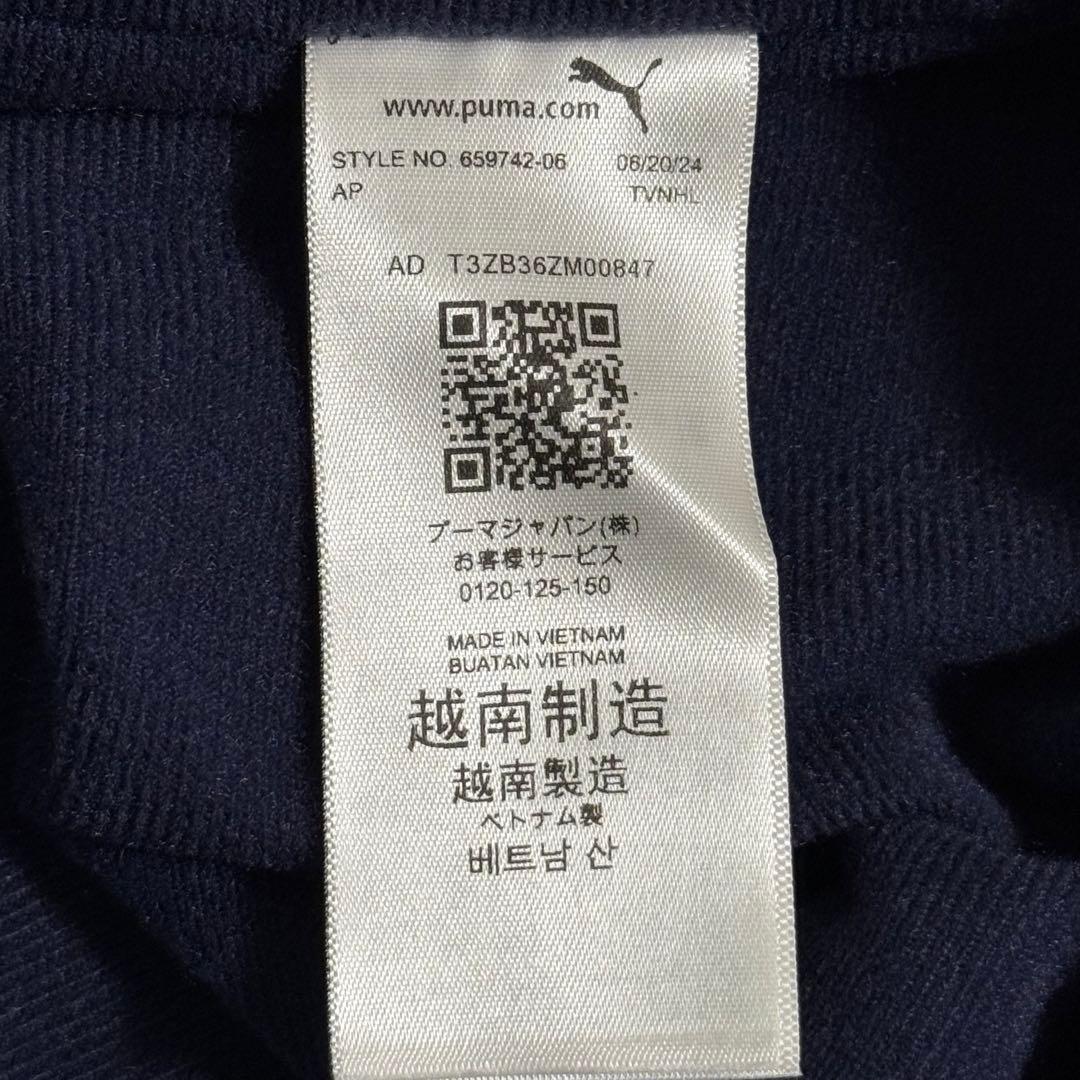 www.puma.com
STYLE NO. 659742-06 06/20/24
AP TVNHL
AD T3ZB36ZM00847
プーマジャパン(株)
お客様サービス
0120-125-150
MADE IN VIETNAM
BUATAN VIETNAM
越南制造
越南製造
ベトナム製
베트남 산